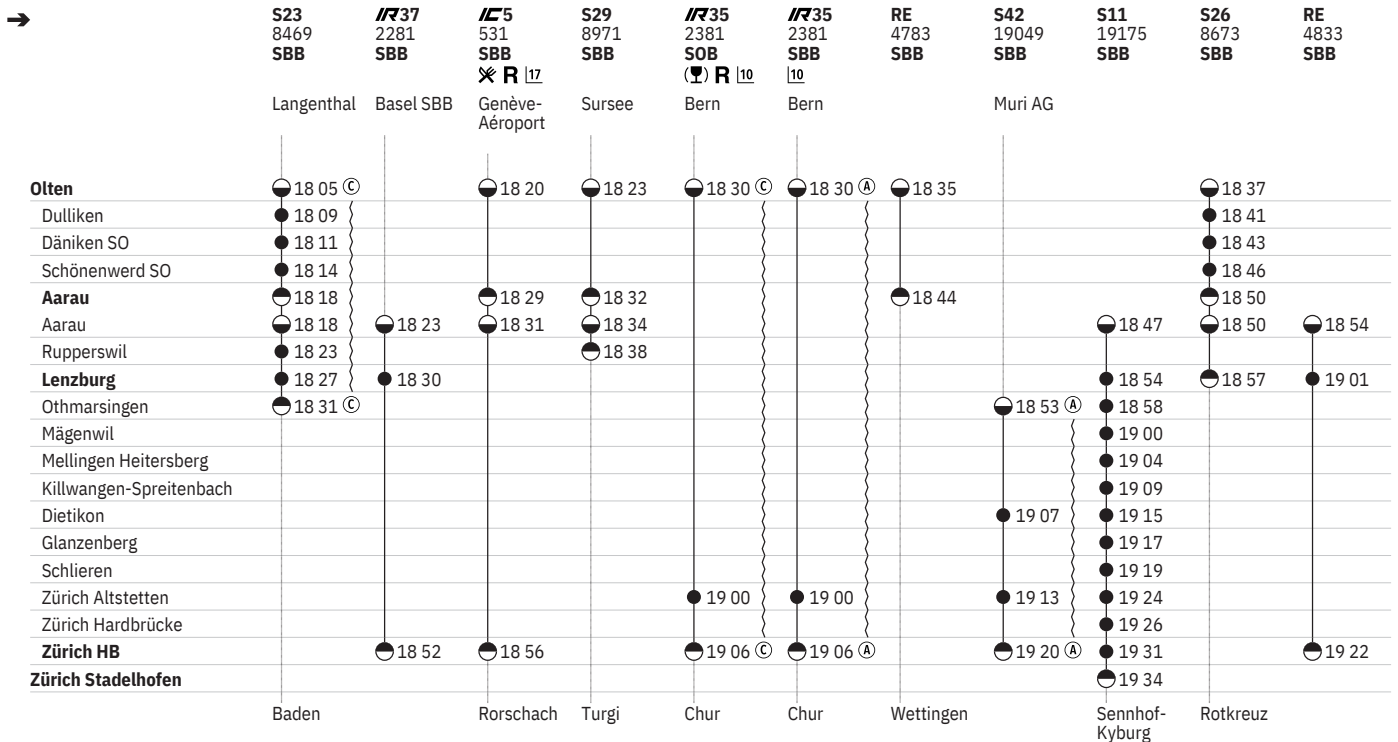 ➔ S23 IR37 IC5 S29 IR35 IR35 RE S42 S11 S26 RE
8469 2281 531 8971 2381 2381 4783 19049 19175 8673 4833
SBB SBB SBB SBB SOB SBB SBB SBB SBB SBB SBB
R 17 R 10 10
Langenthal Basel SBB Genève- Sursee Bern Bern Muri AG
Aéroport
Olten 18 05 Ⓒ 18 20 18 23 18 30 Ⓒ 18 30 Ⓐ 18 35 18 37
Dulliken 18 09 18 41
Däniken SO 18 11 18 43
Schönenwerd SO 18 14 18 46
Aarau 18 18 18 29 18 32 18 44 18 50
Aarau 18 18 18 23 18 31 18 34 18 47 18 50 18 54
Rupperswil 18 23 18 38
Lenzburg 18 27 18 30 18 54 18 57 19 01
Othmarsingen 18 31 Ⓒ 18 53 Ⓐ 18 58
Mägenwil 19 00
Mellingen Heitersberg 19 04
Killwangen-Spreitenbach 19 09
Dietikon 19 07 19 15
Glanzenberg 19 17
Schlieren 19 19
Zürich Altstetten 19 00 19 00 19 13 19 24
Zürich Hardbrücke 19 26
Zürich HB 18 52 18 56 19 06 Ⓒ 19 06 Ⓐ 19 20 Ⓐ 19 31 19 22
Zürich Stadelhofen 19 34
Baden Rorschach Turgi Chur Chur Wettingen Sennhof- Rotkreuz
Kyburg